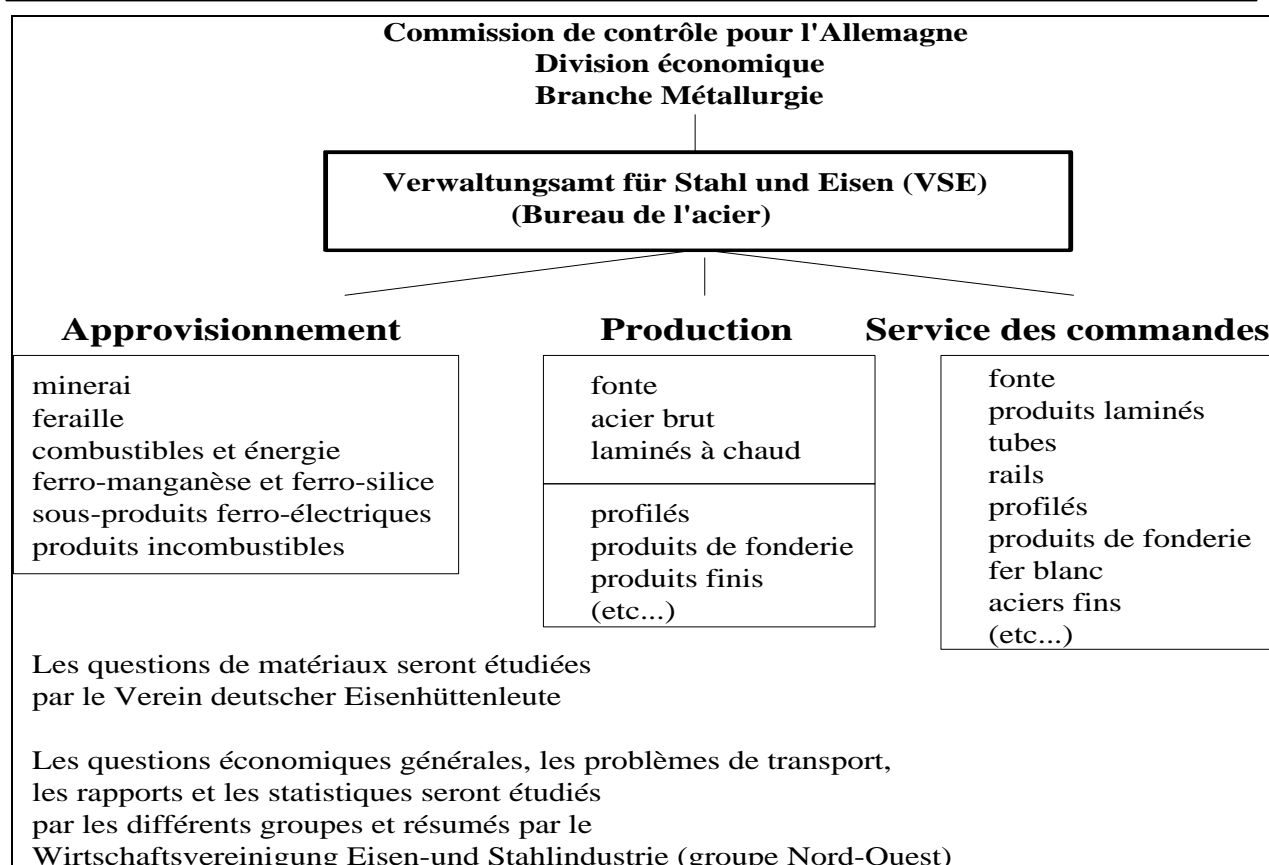 Commission de contrôle pour l'Allemagne
Division économique
Branche Métallurgie
Verwaltungsamt für Stahl und Eisen (VSE)
(Bureau de l'acier)
Approvisionnement
minerai
feraille
combustibles et énergie
ferro-manganèse et ferro-silice
sous-produits ferro-électriques
produits incombustibles
Production
fonte
acier brut
laminés à chaud
profilés
produits de fonderie
produits finis
(etc...)
Service des commandes
fonte
produits laminés
tubes
rails
profilés
produits de fonderie
fer blanc
aciers fins
(etc...)
Les questions de matériaux seront étudiées
par le Verein deutscher Eisenhüttenleute
Les questions économiques générales, les problèmes de transport,
les rapports et les statistiques seront étudiés
par les différents groupes et résumés par le
Wirtschaftsvereinigung Eisen-und Stahlindustrie (groupe Nord-Ouest)